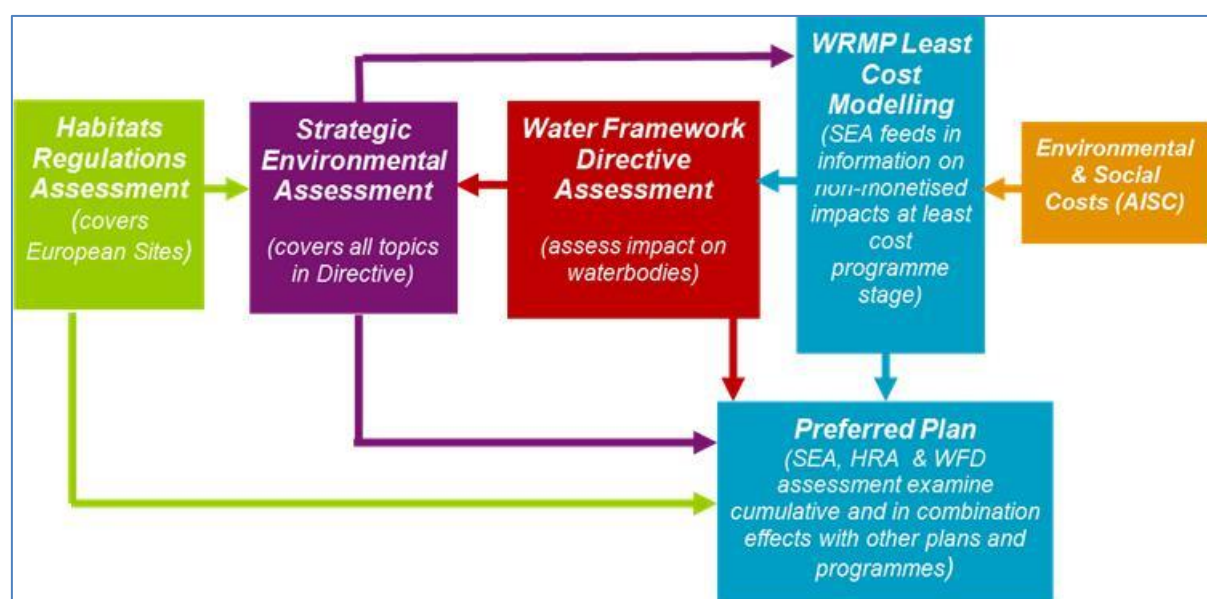 Habitats
Regulations
Assessment
(covers
European Sites)
Strategic
Environmental
Assessment
(covers all topics
in Directive)
Water Framework
Directive
Assessment
(assess impact on
waterbodies)
WRMP Least
Cost
Modelling
(SEA feeds in
information on
non-monetised
impacts at least
cost
programme
stage)
Environmental
& Social
Costs (AISC)
Preferred Plan
(SEA, HRA & WFD
assessment examine
cumulative and in combination
effects with other plans and
programmes)